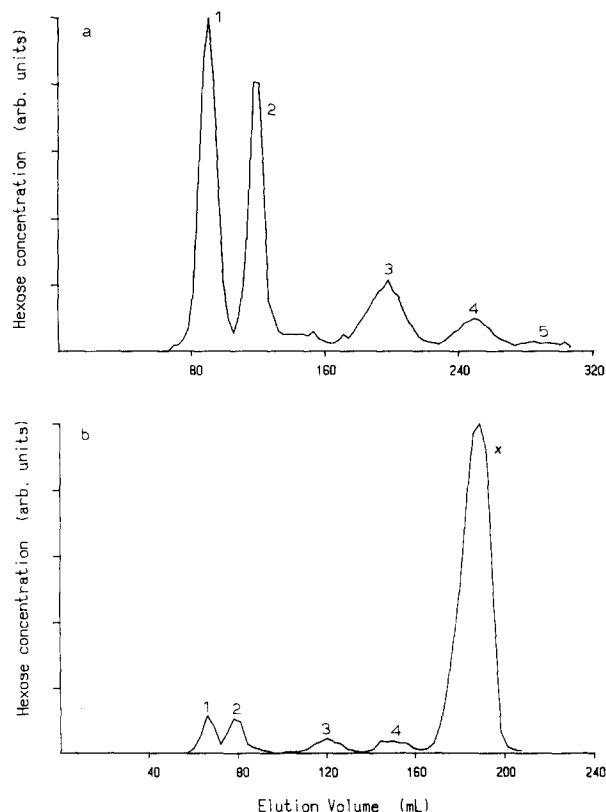 a
1
2
3
4
5
Hexose concentration (arb. units)
80 160 240 320
b
1
2
3
4
x
Hexose concentration (arb. units)
40 80 120 160 200 240
Elution Volume (mL)